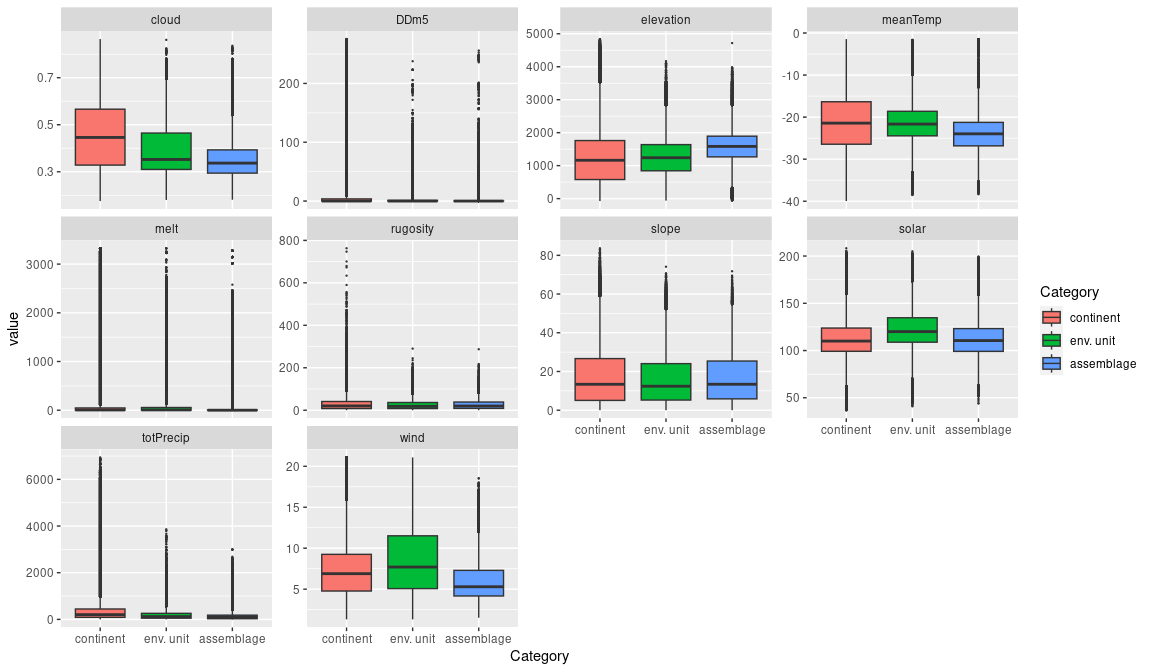 cloud
DDm5
elevation
meanTemp
0.7
0.5
0.3
200
100
0
5000
4000
3000
2000
1000
0
0
-10
-20
-30
-40
melt
rugosity
slope
solar
3000
2000
1000
0
800
600
400
200
0
80
60
40
20
0
200
150
100
50
continent env. unit assemblage
continent env. unit assemblage
totPrecip
wind
6000
4000
2000
0
20
15
10
5
continent env. unit assemblage
continent env. unit assemblage
Category
value
Category
continent
env. unit
assemblage